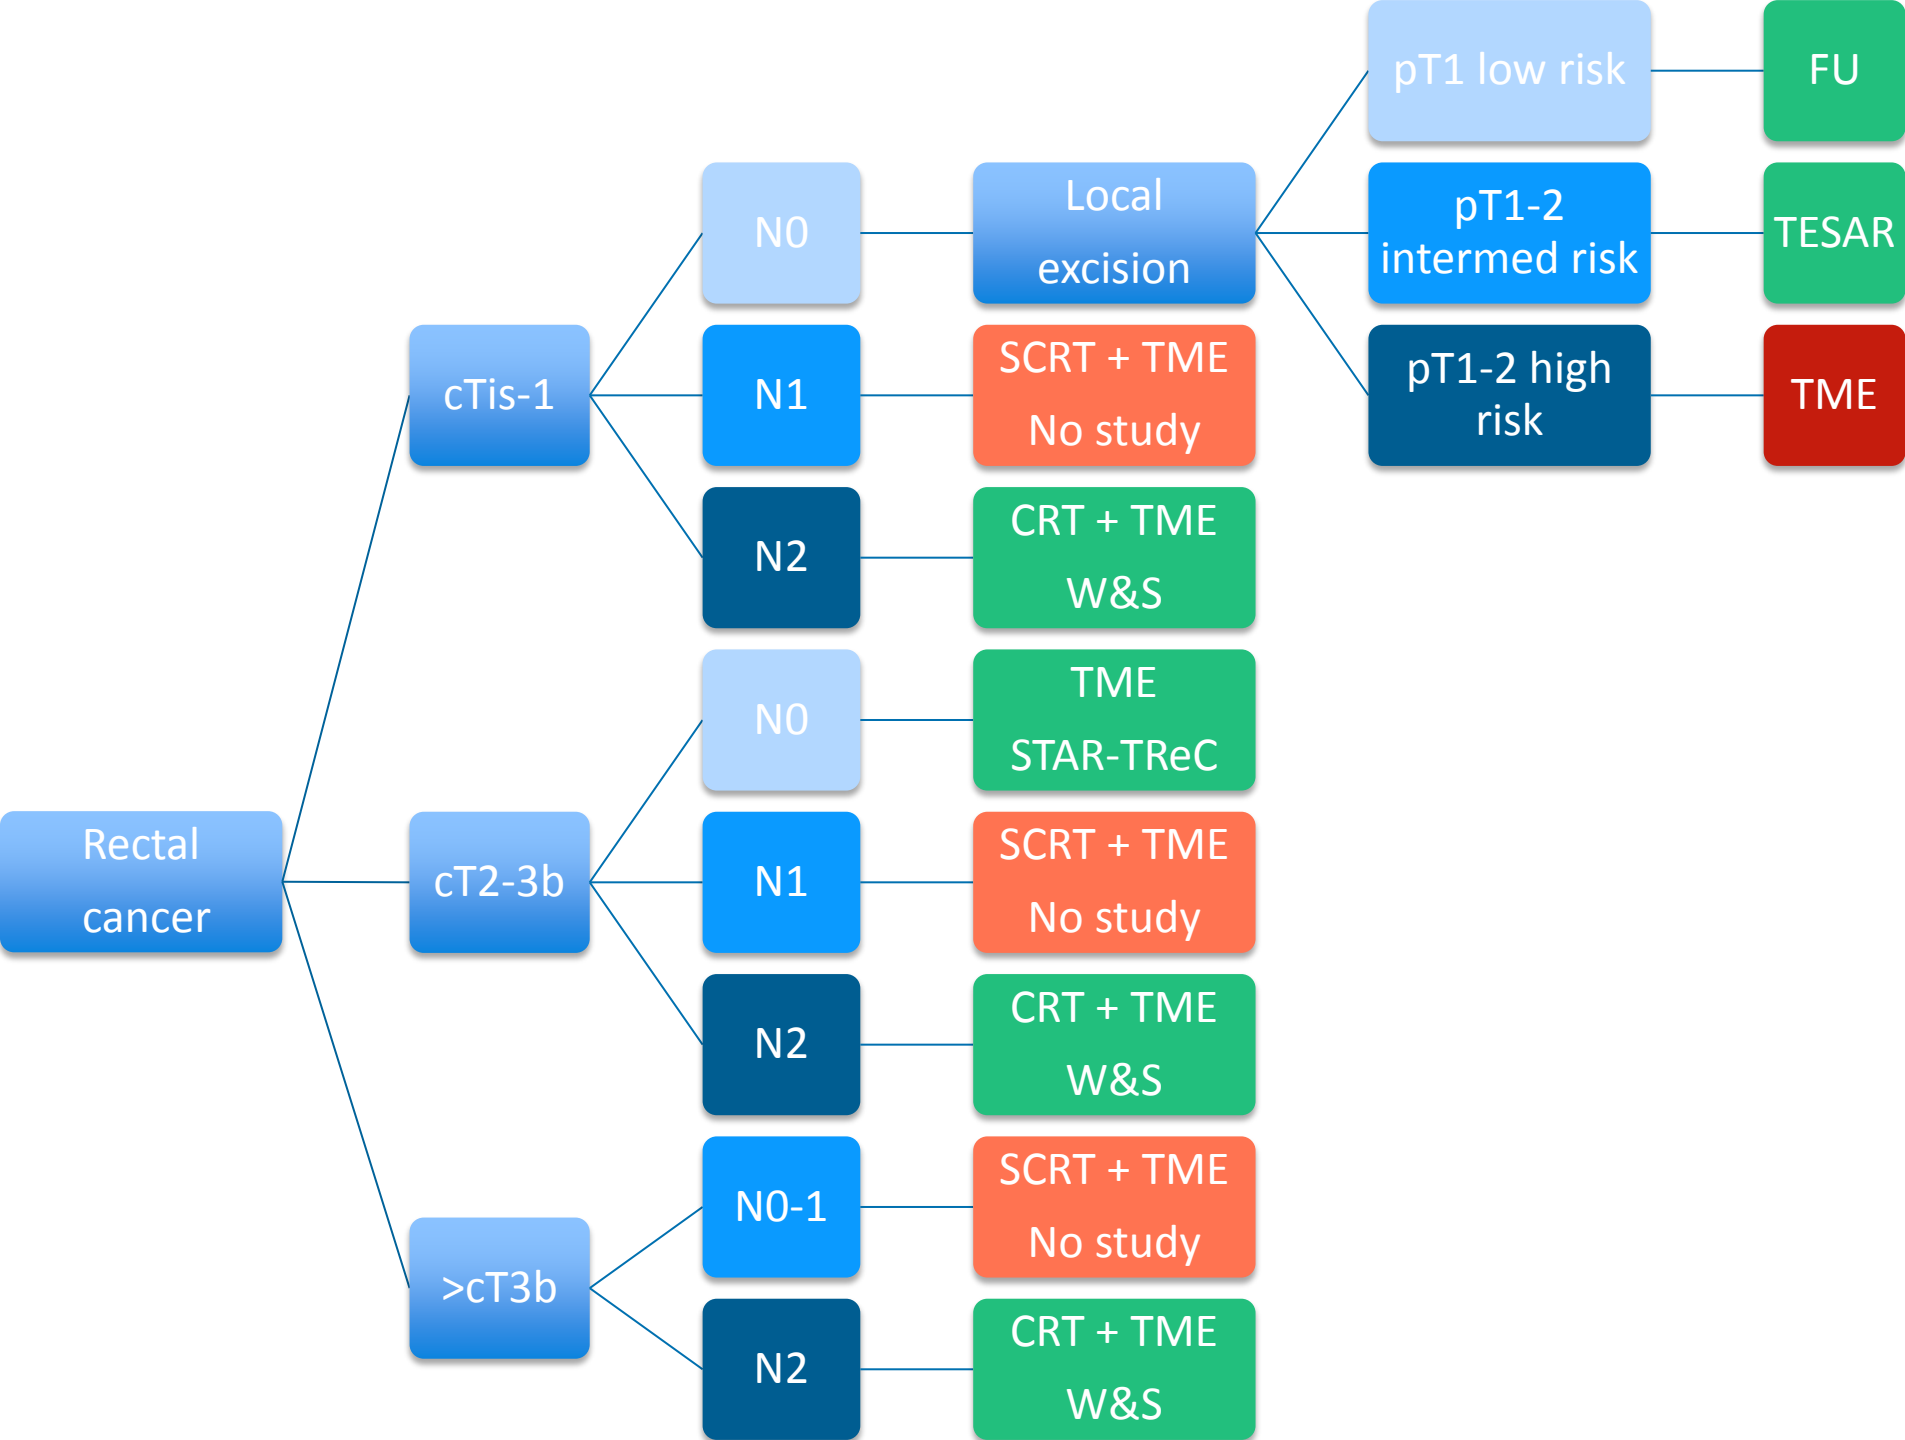 Rectal
cancer
cTis-1
N0
Local
excision
pT1 low risk
FU
pT1-2
intermed risk
TESAR
pT1-2 high
risk
TME
N1
SCRT + TME
No study
N2
CRT + TME
W&S
cT2-3b
N0
TME
STAR-TReC
N1
SCRT + TME
No study
N2
CRT + TME
W&S
>cT3b
N0-1
SCRT + TME
No study
N2
CRT + TME
W&S